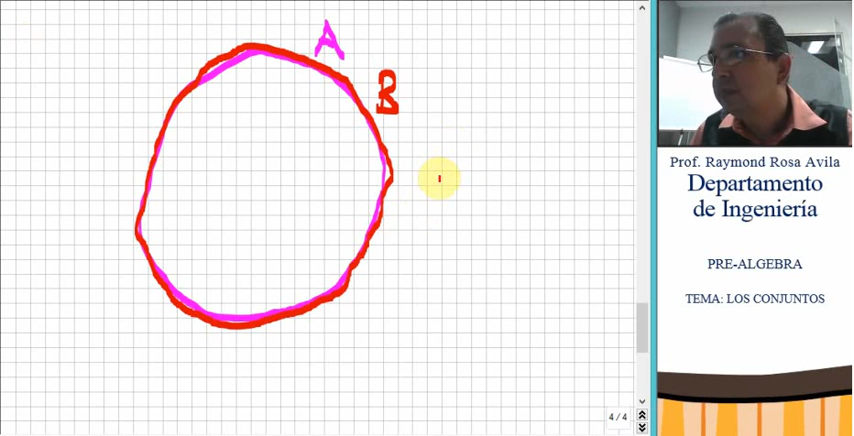 A
B
Prof. Raymond Rosa Avila
Departamento
de Ingeniería
PRE-ALGEBRA
TEMA: LOS CONJUNTOS
4/4